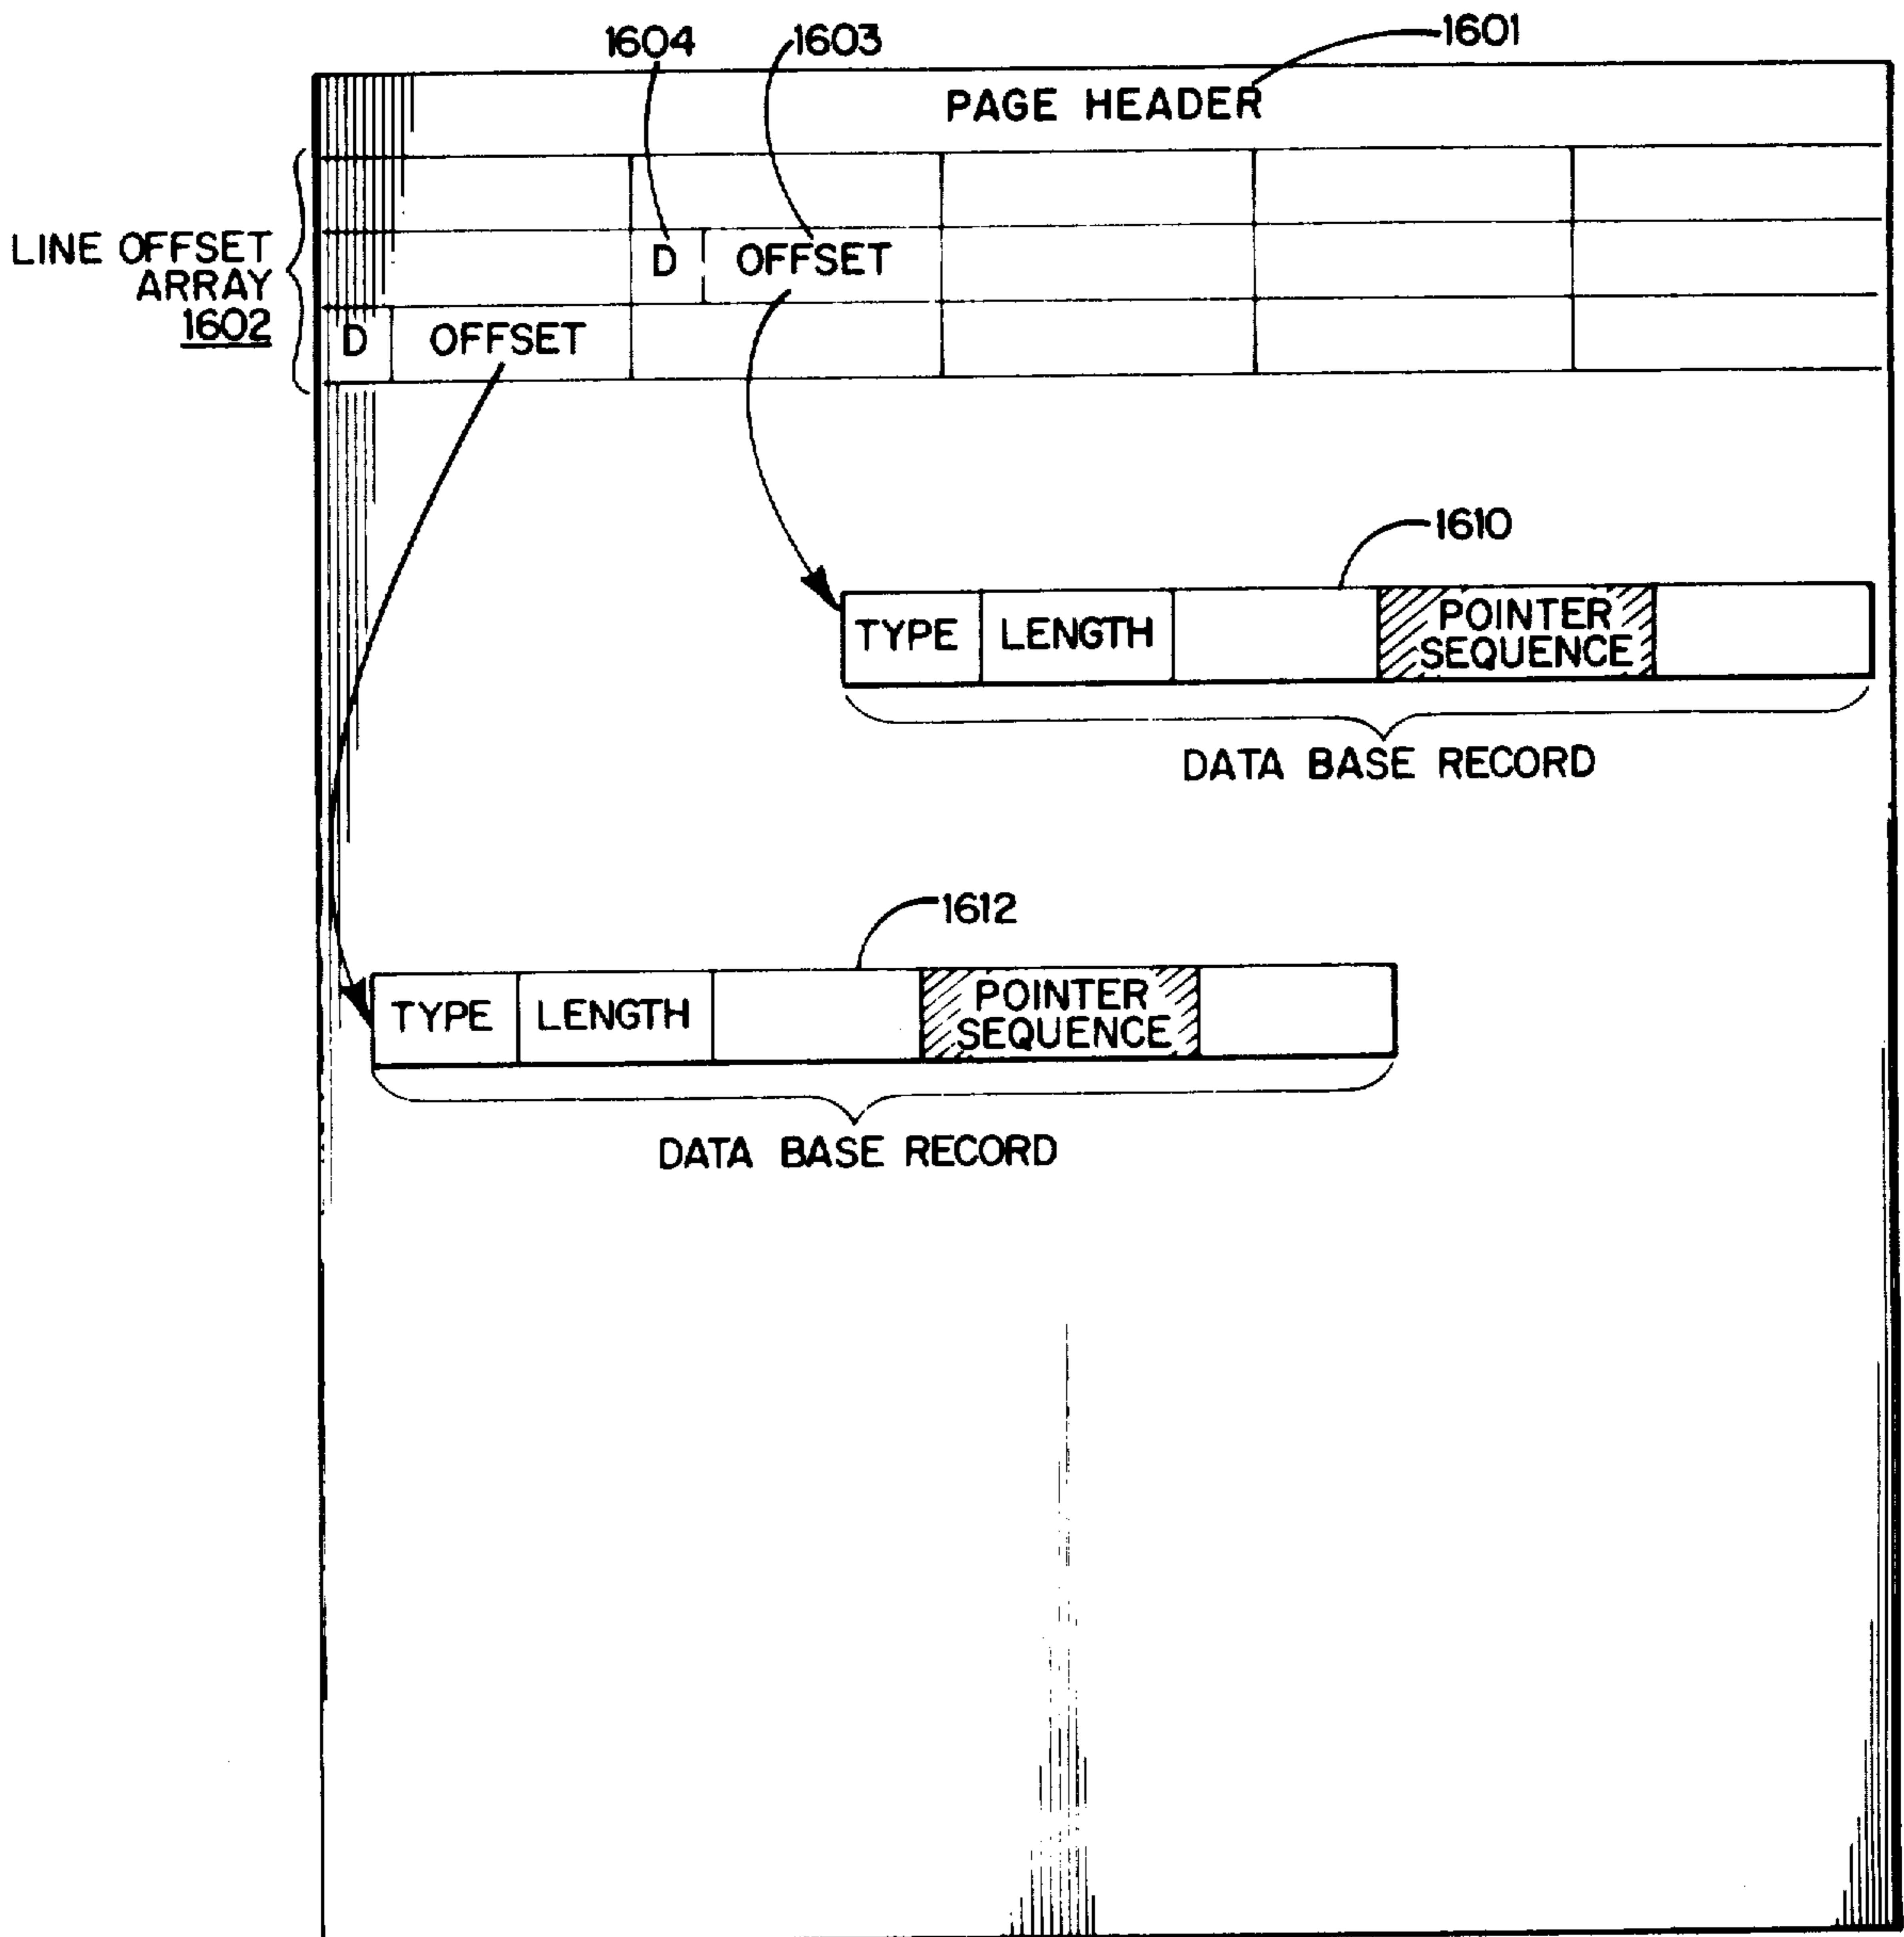 1604
1603
1601
PAGE HEADER
LINE OFFSET
ARRAY
1602
D
OFFSET
D
OFFSET
1610
TYPE
LENGTH
POINTER
SEQUENCE
DATA BASE RECORD
1612
TYPE
LENGTH
POINTER
SEQUENCE
DATA BASE RECORD